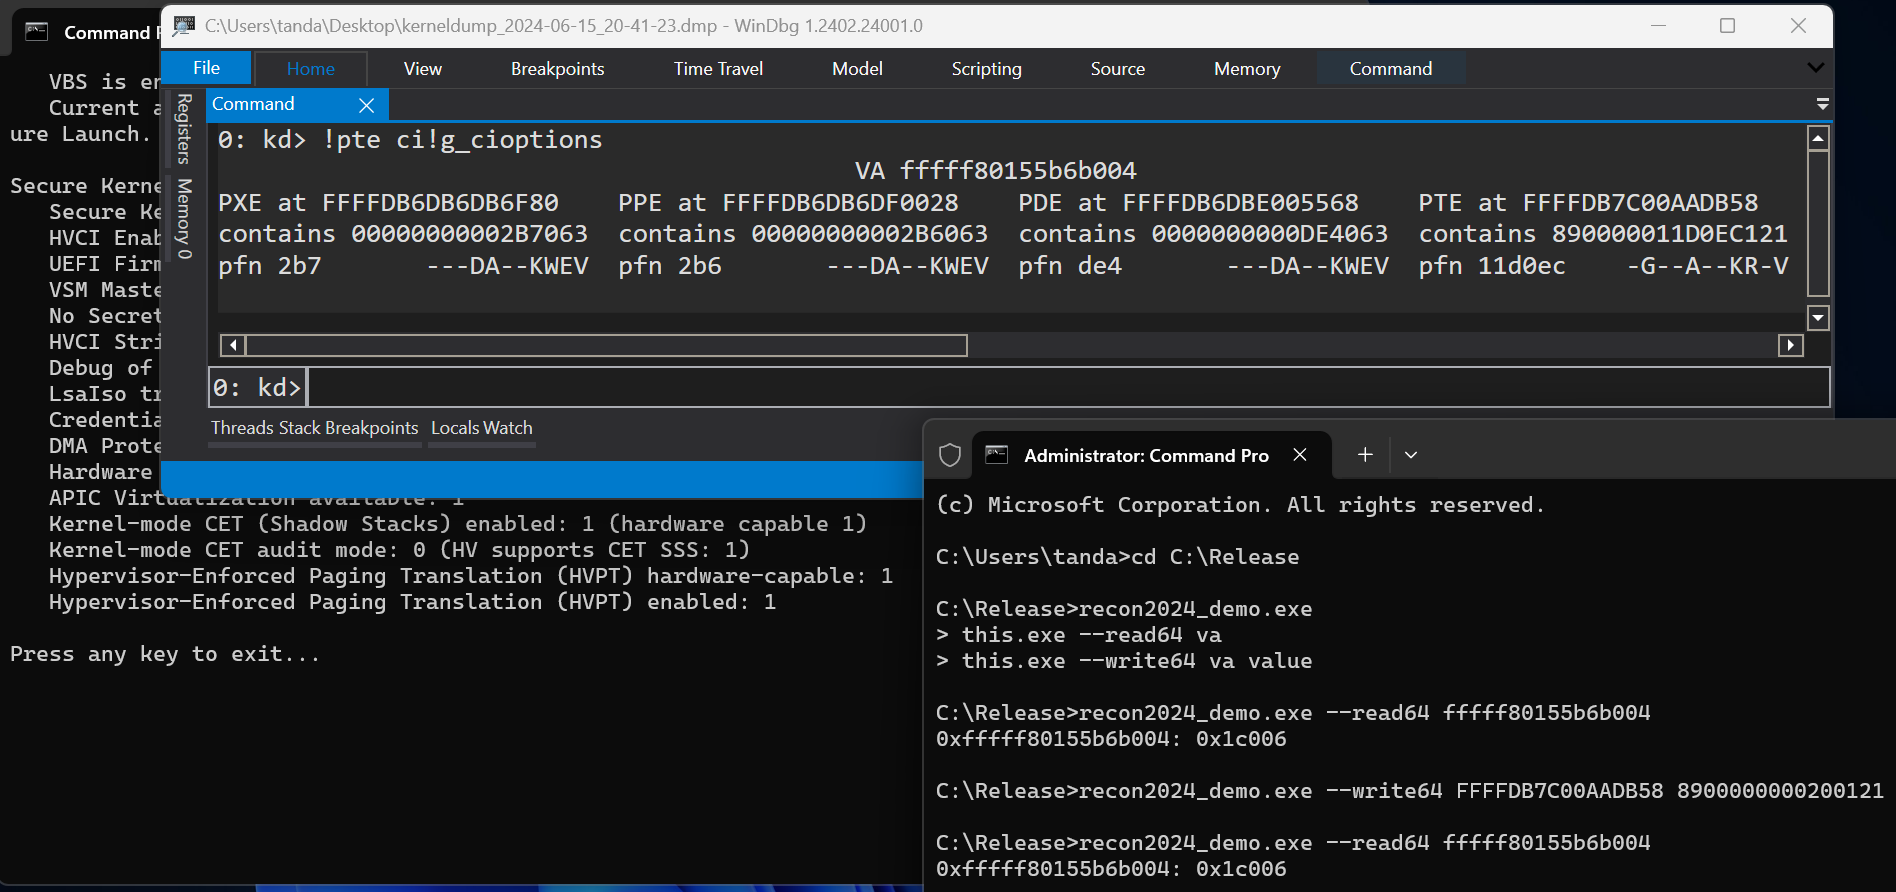 Command P
VBS is en
Current a
ure Launch.
Secure Kerne
Secure Ke
HVCI Enab
UEFI Firm
VSM Maste
No Secret
HVCI Stri
Debug of
LsaIso tr
Credentia
DMA Prote
Hardware
APIC Virtualization available: 1
Kernel-mode CET (Shadow Stacks) enabled: 1 (hardware capable 1)
Kernel-mode CET audit mode: 0 (HV supports CET SSS: 1)
Hypervisor-Enforced Paging Translation (HVPT) hardware-capable: 1
Hypervisor-Enforced Paging Translation (HVPT) enabled: 1
Press any key to exit...
C:\Users\tanda\Desktop\kerneldump_2024-06-15_20-41-23.dmp - WinDbg 1.2402.24001.0
File Home View Breakpoints Time Travel Model Scripting Source Memory Command
Registers
Memory 0
Command
0: kd> !pte ci!g_cioptions
VA fffff80155b6b004
PXE at FFFFDB6DB6DB6F80 PPE at FFFFDB6DB6DF0028 PDE at FFFFDB6DBE005568 PTE at FFFFDB7C00AADB58
contains 00000000002B7063 contains 00000000002B6063 contains 0000000000DE4063 contains 890000011D0EC121
pfn 2b7 ---DA--KWEV pfn 2b6 ---DA--KWEV pfn de4 ---DA--KWEV pfn 11d0ec -G--A--KR-V
0: kd>
Threads Stack Breakpoints Locals Watch
Administrator: Command Pro
(c) Microsoft Corporation. All rights reserved.
C:\Users\tanda>cd C:\Release
C:\Release>recon2024_demo.exe
> this.exe --read64 va
> this.exe --write64 va value
C:\Release>recon2024_demo.exe --read64 fffff80155b6b004
0xfffff80155b6b004: 0x1c006
C:\Release>recon2024_demo.exe --write64 FFFFDB7C00AADB58 8900000000200121
C:\Release>recon2024_demo.exe --read64 fffff80155b6b004
0xfffff80155b6b004: 0x1c006